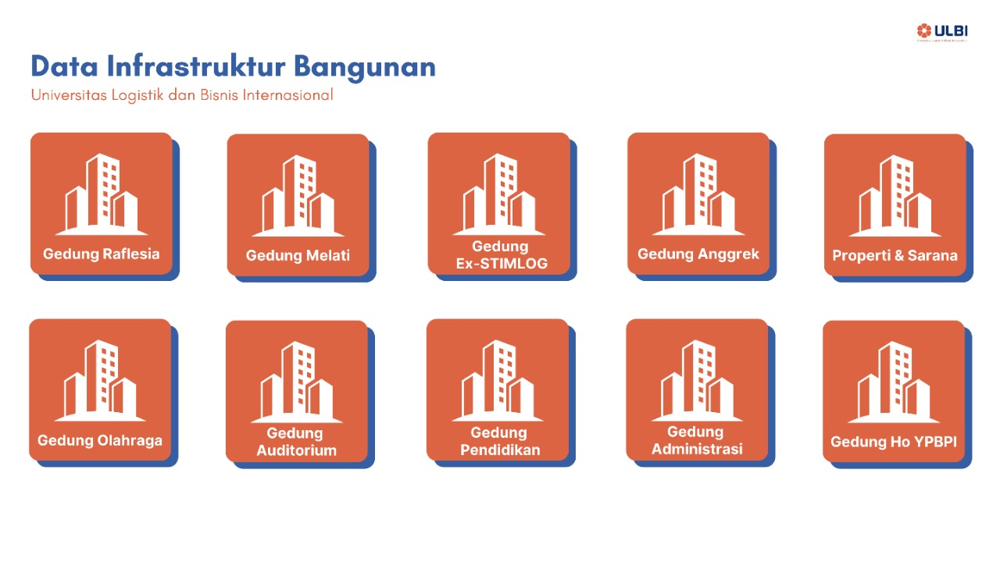 ULBI
Data Infrastruktur Bangunan
Universitas Logistik dan Bisnis Internasional
Gedung Raflesia
Gedung Melati
Gedung
Ex-STIMLOG
Gedung Anggrek
Properti & Sarana
Gedung Olahraga
Gedung
Auditorium
Gedung
Pendidikan
Gedung
Administrasi
Gedung Ho YPBPI